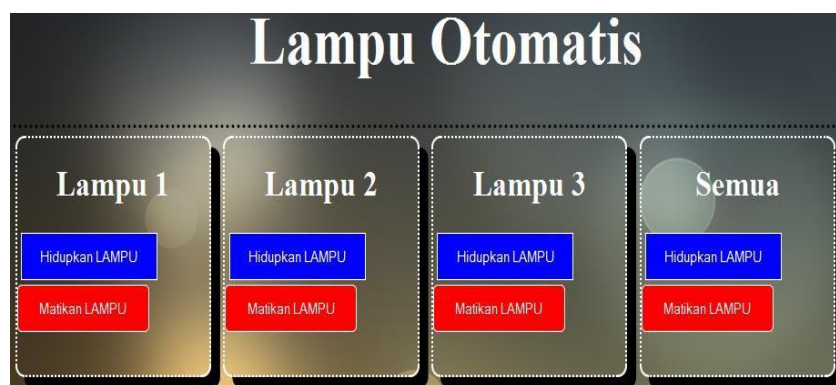 Lampu Otomatis
Lampu 1
Hidupkan LAMPU
Matikan LAMPU
Lampu 2
Hidupkan LAMPU
Matikan LAMPU
Lampu 3
Hidupkan LAMPU
Matikan LAMPU
Semua
Hidupkan LAMPU
Matikan LAMPU